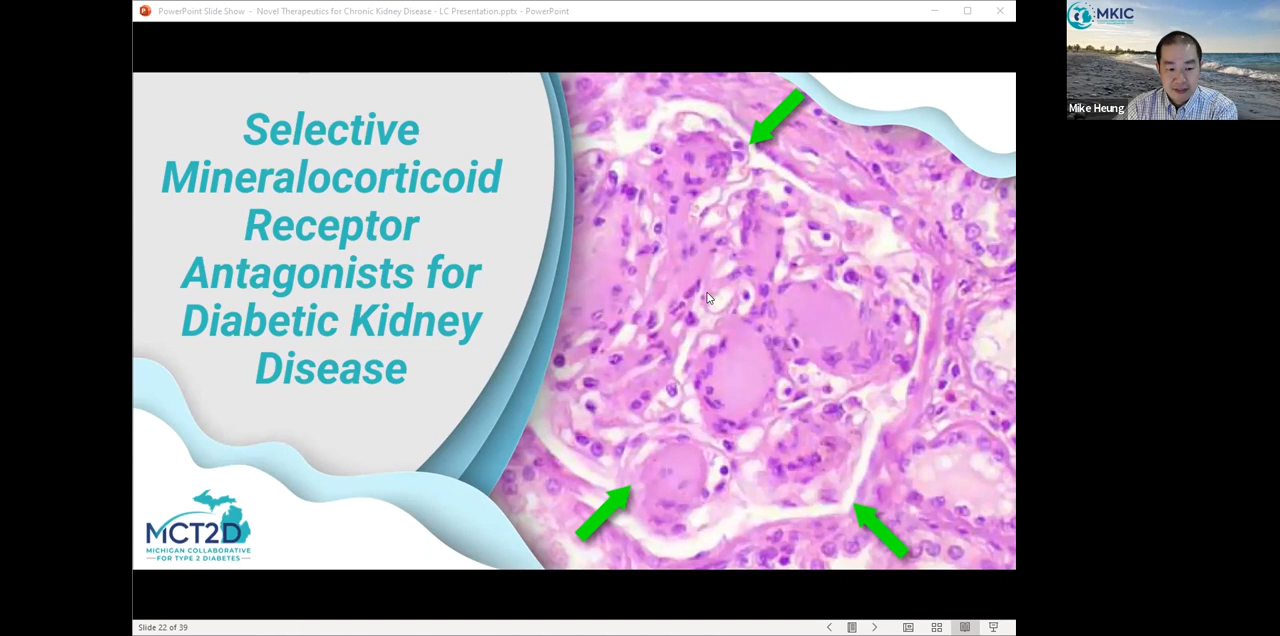 PowerPoint Slide Show - Novel Therapeutics for Chronic Kidney Disease - LC Presentation.pptx - PowerPoint
MKIC
Mike Heung
Selective
Mineralocorticoid
Receptor
Antagonists for
Diabetic Kidney
Disease
MCT2D
MICHIGAN COLLABORATIVE
FOR TYPE 2 DIABETES
Slide 22 of 39